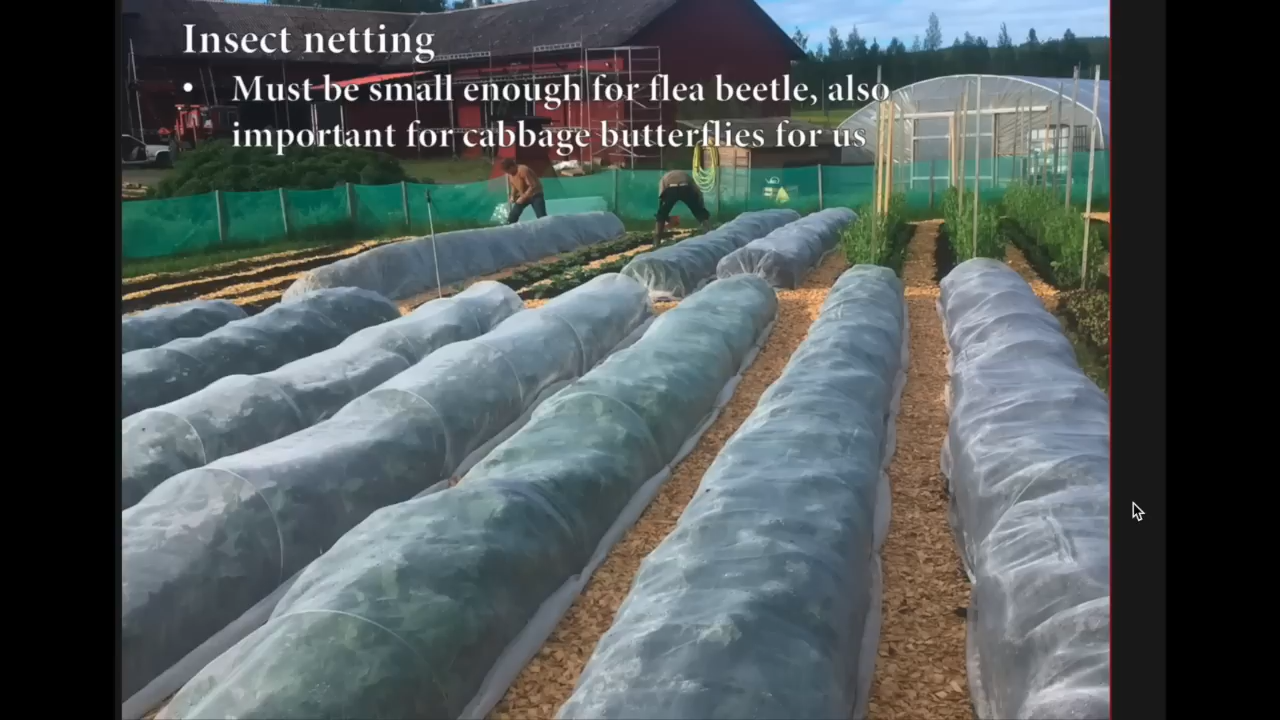 Insect netting
• Must be small enough for flea beetle, also
important for cabbage butterflies for us